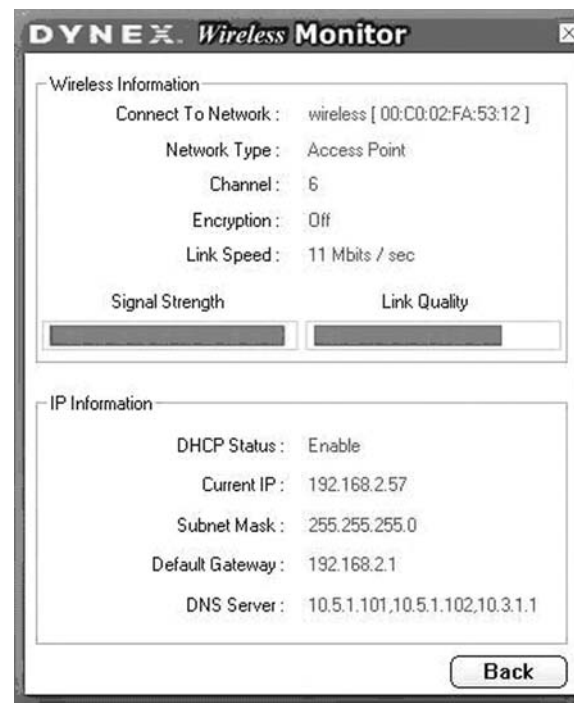 DYNEX. Wireless Monitor
Wireless Information
Connect To Network : wireless [ 00:C0:02:FA:53:12 ]
Network Type : Access Point
Channel : 6
Encryption : Off
Link Speed : 11 Mbits / sec
Signal Strength Link Quality
IP Information
DHCP Status : Enable
Current IP : 192.168.2.57
Subnet Mask : 255.255.255.0
Default Gateway : 192.168.2.1
DNS Server : 10.5.1.101,10.5.1.102,10.3.1.1
Back